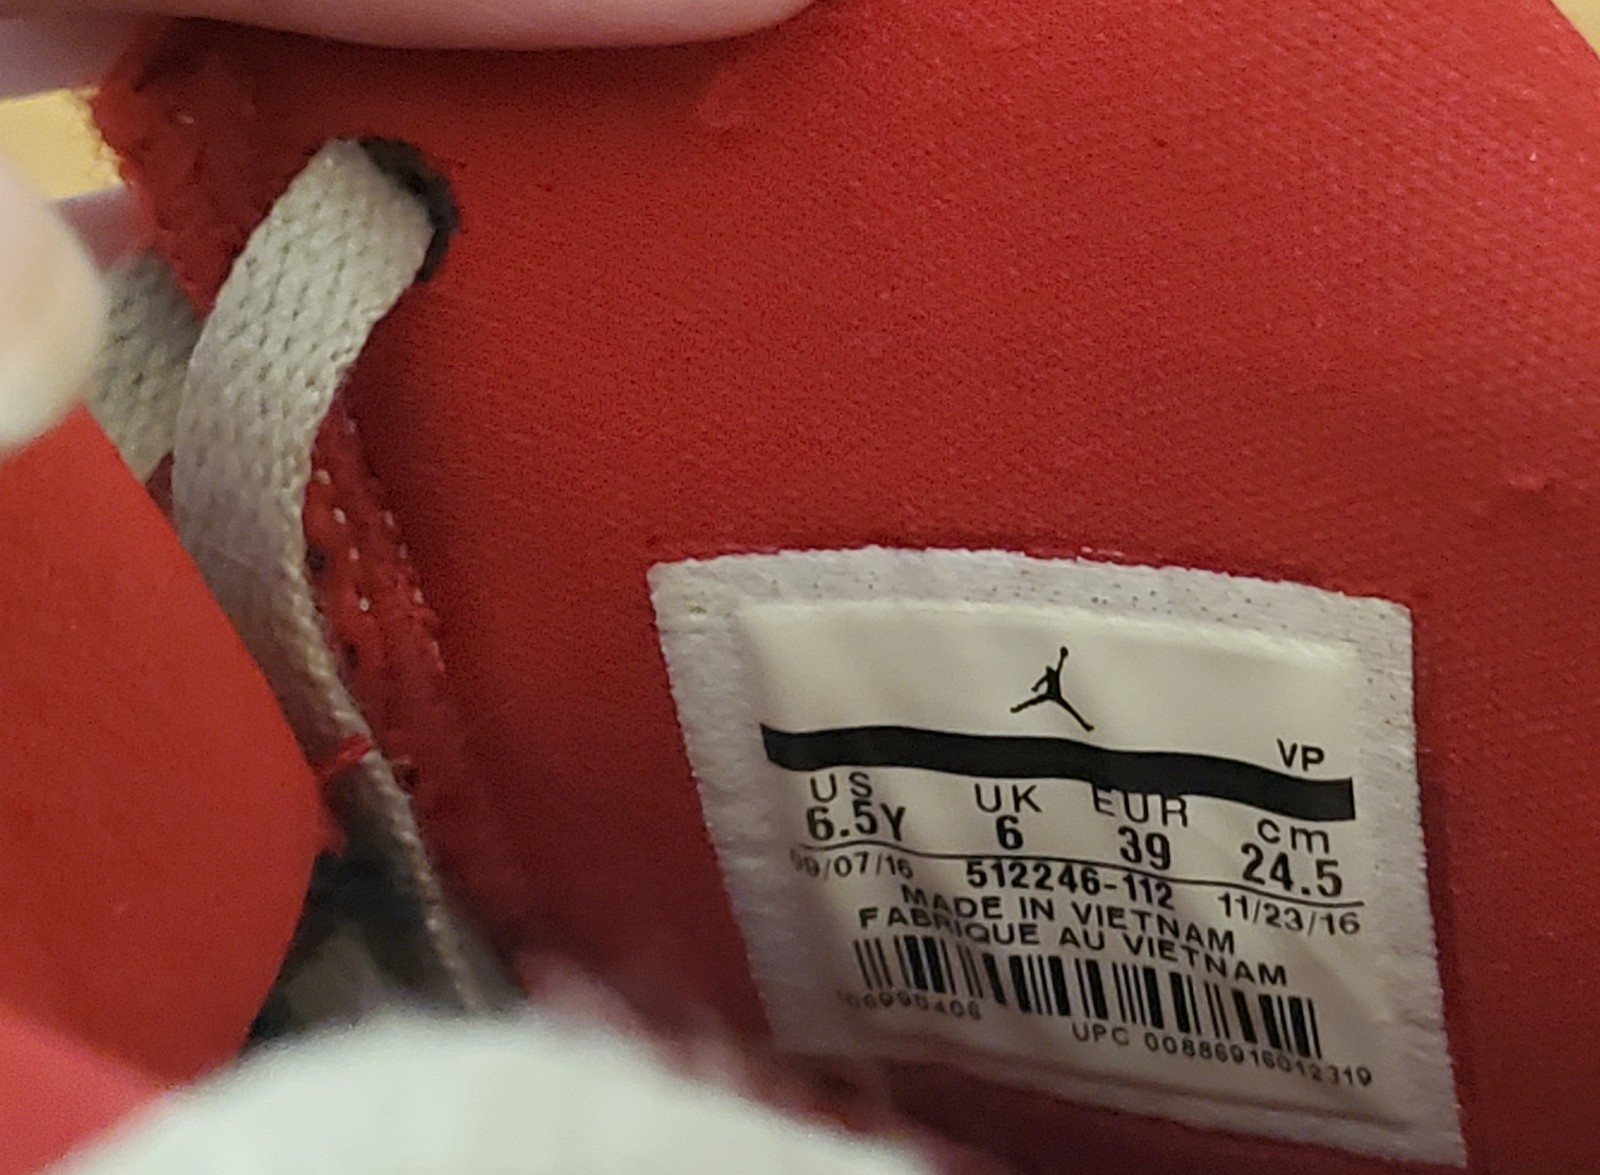 VP
US UK EUR cm
6.5Y 6 39 24.5
09/07/16 512246-112 11/23/16
MADE IN VIETNAM
FABRIQUE AU VIETNAM
UPC 00886916012319